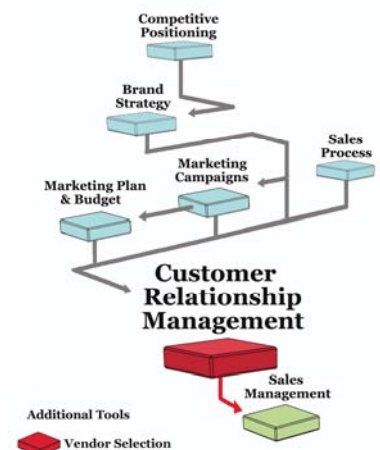 Competitive
Positioning
Brand
Strategy
Sales
Process
Marketing
Campaigns
Marketing Plan
& Budget
Customer
Relationship
Management
Sales
Management
Additional Tools
Vendor Selection